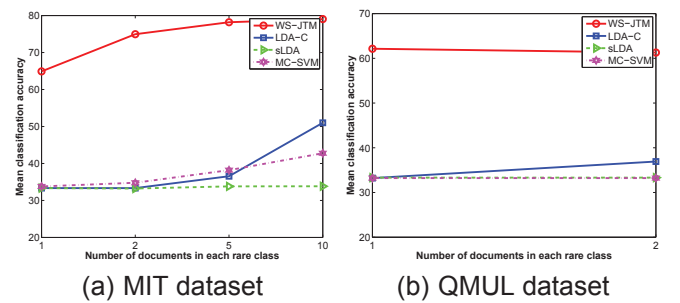 80
70
60
50
40
30
20
Mean classification accuracy
1
2
5
10
Number of documents in each rare class
WS-JTM
LDA-C
sLDA
MC-SVM
(a) MIT dataset
80
70
60
50
40
30
20
Mean classification accuracy
1
2
Number of documents in each rare class
WS-JTM
LDA-C
sLDA
MC-SVM
(b) QMUL dataset